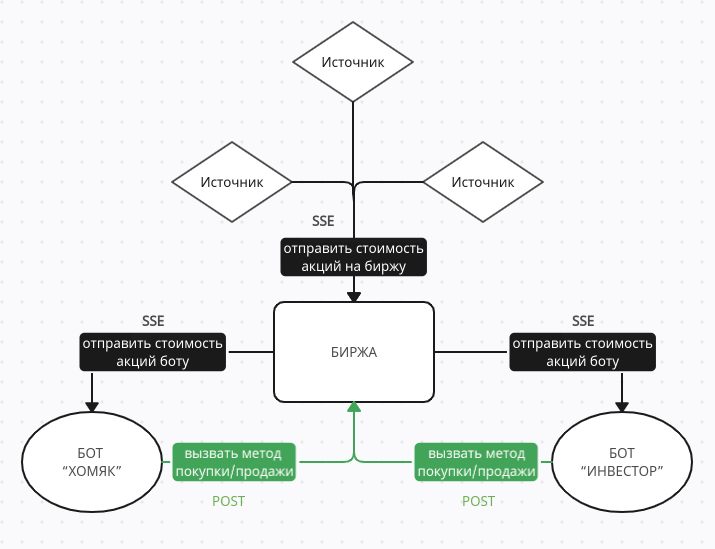 Источник
Источник
Источник
SSE
отправить стоимость
акций на биржу
SSE
отправить стоимость
акций боту
БИРЖА
SSE
отправить стоимость
акций боту
БОТ
“ХОМЯК”
вызвать метод
покупки/продажи
POST
вызвать метод
покупки/продажи
POST
БОТ
“ИНВЕСТОР”